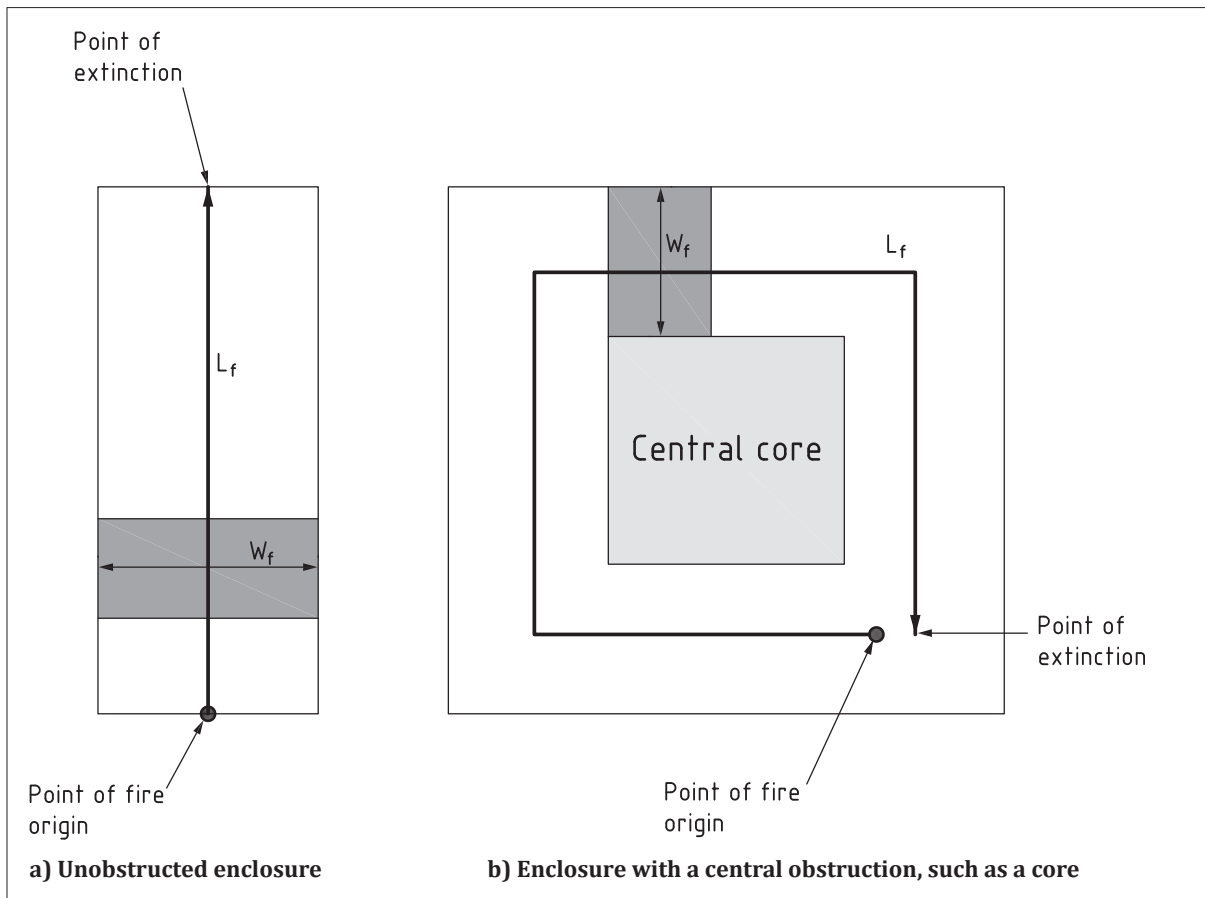 Point of
extinction
L_f
W_f
Point of fire
origin
a) Unobstructed enclosure
W_f
L_f
Central core
Point of
extinction
Point of fire
origin
b) Enclosure with a central obstruction, such as a core